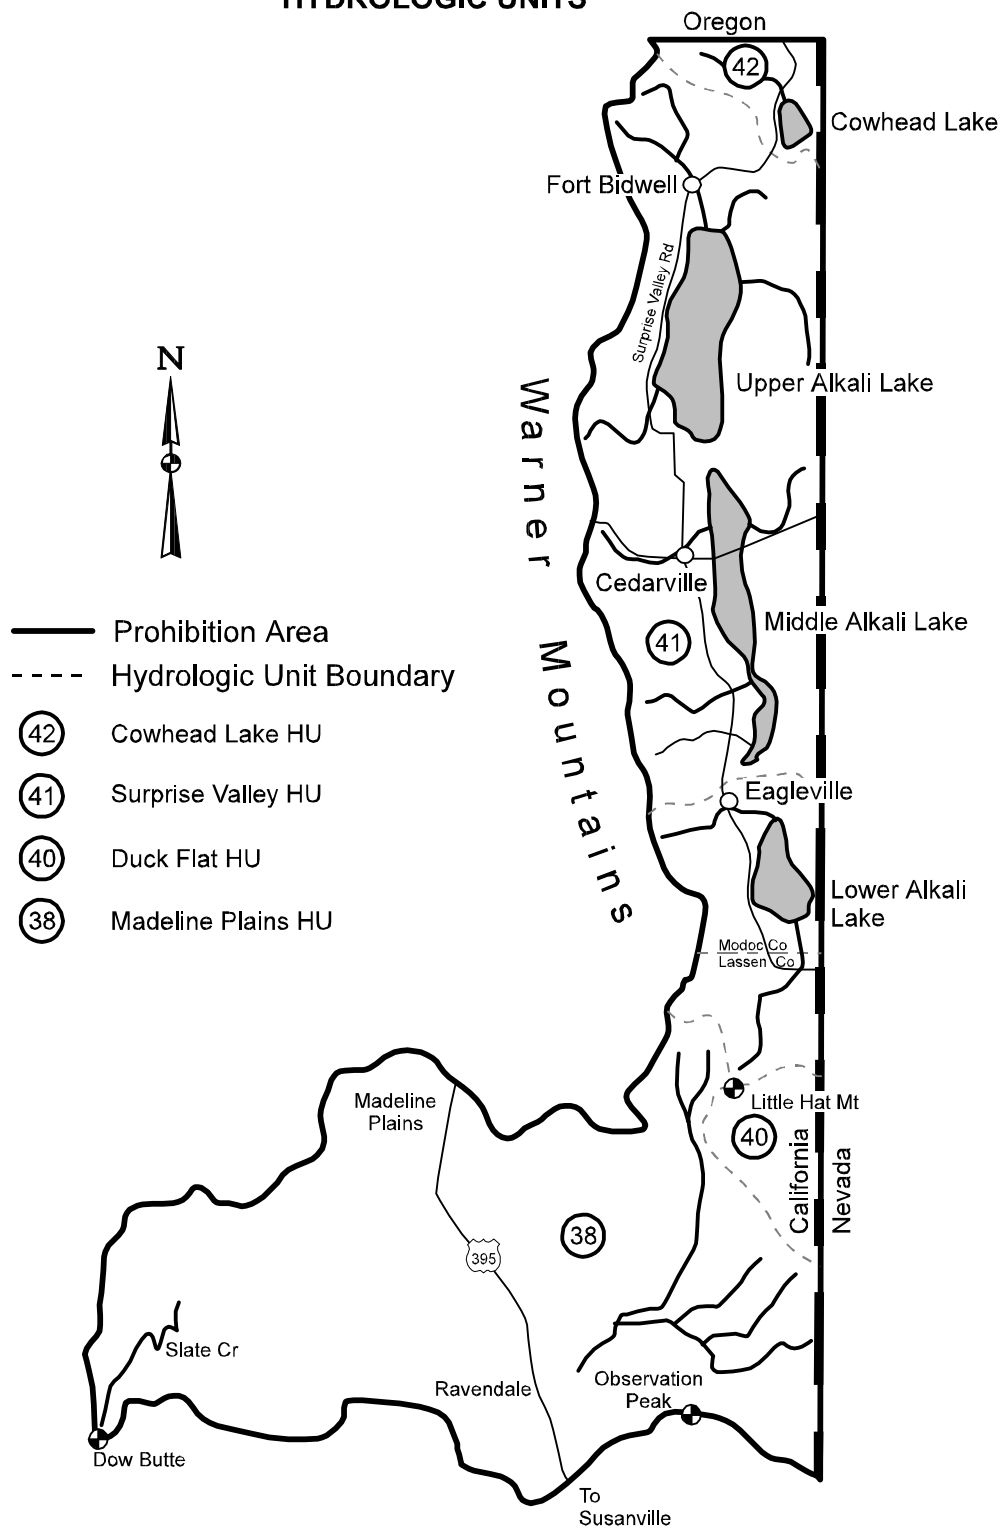 HYDROLOGIC UNITS
Oregon
42
Cowhead Lake
Fort Bidwell
Surprise Valley Rd
N
Upper Alkali Lake
Warner Mountains
Cedarville
41
Middle Alkali Lake
Prohibition Area
Hydrologic Unit Boundary
42 Cowhead Lake HU
41 Surprise Valley HU
40 Duck Flat HU
38 Madeline Plains HU
Eagleville
Lower Alkali
Lake
Modoc Co
Lassen Co
Madeline
Plains
Little Hat Mt
40
California
Nevada
38
395
Slate Cr
Ravendale
Observation
Peak
Dow Butte
To
Susanville